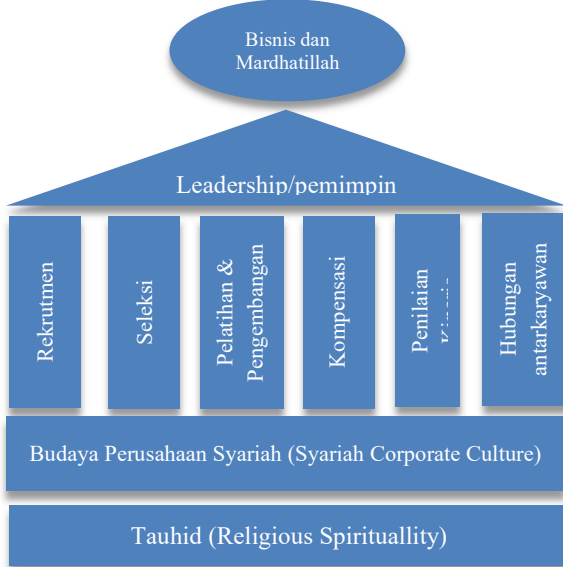 Bisnis dan
Mardhatillah
Leadership/pemimpin
Rekrutmen
Seleksi
Pelatihan &
Pengembangan
Kompensasi
Penilaian
Hubungan
antarkaryawan
Budaya Perusahaan Syariah (Syariah Corporate Culture)
Tauhid (Religious Spirituallity)